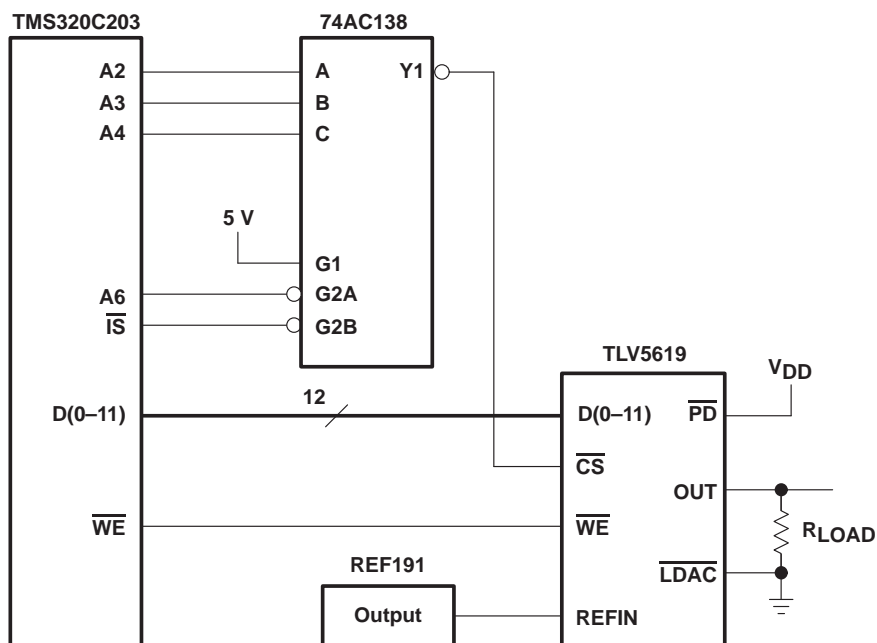 TMS320C203
74AC138
A2
A
Y1
A3
B
A4
C
5 V
G1
A6
G2A
IS
G2B
TLV5619
VDD
12
D(0–11)
D(0–11)
PD
CS
OUT
WE
WE
RLOAD
REF191
LDAC
Output
REFIN